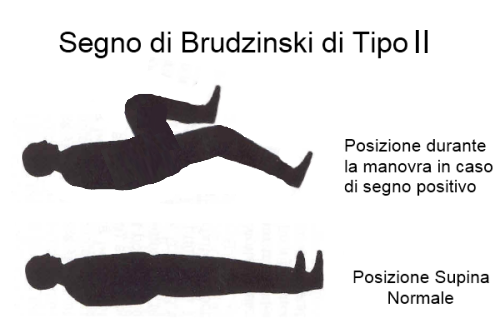 Segno di Brudzinski di Tipo II
Posizione durante
la manovra in caso
di segno positivo
Posizione Supina
Normale